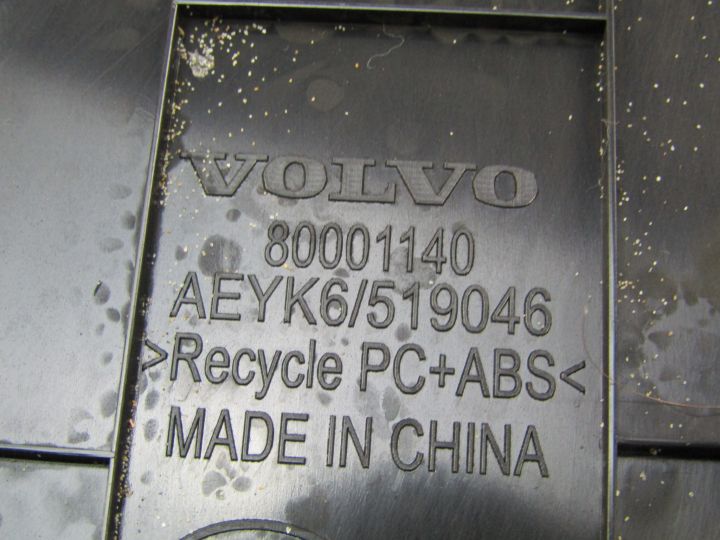 VOLVO
80001140
AEYK6/519046
>Recycle PC+ABS<
MADE IN CHINA